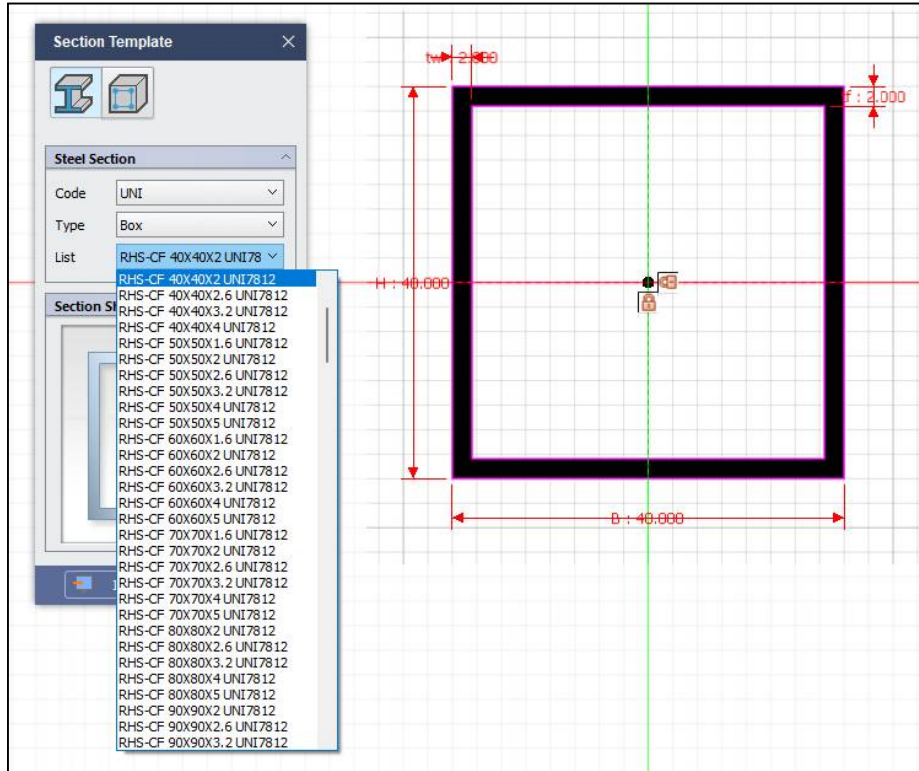 Section Template
Steel Section
Code UNI
Type Box
List RHS-CF 40X40X2 UNI78
RHS-CF 40X40X2 UNI7812
RHS-CF 40X40X2.6 UNI7812
RHS-CF 40X40X3.2 UNI7812
RHS-CF 40X40X4 UNI7812
RHS-CF 50X50X1.6 UNI7812
RHS-CF 50X50X2 UNI7812
RHS-CF 50X50X2.6 UNI7812
RHS-CF 50X50X3.2 UNI7812
RHS-CF 50X50X4 UNI7812
RHS-CF 50X50X5 UNI7812
RHS-CF 60X60X1.6 UNI7812
RHS-CF 60X60X2 UNI7812
RHS-CF 60X60X2.6 UNI7812
RHS-CF 60X60X3.2 UNI7812
RHS-CF 60X60X4 UNI7812
RHS-CF 60X60X5 UNI7812
RHS-CF 70X70X1.6 UNI7812
RHS-CF 70X70X2 UNI7812
RHS-CF 70X70X2.6 UNI7812
RHS-CF 70X70X3.2 UNI7812
RHS-CF 70X70X4 UNI7812
RHS-CF 70X70X5 UNI7812
RHS-CF 80X80X2 UNI7812
RHS-CF 80X80X2.6 UNI7812
RHS-CF 80X80X3.2 UNI7812
RHS-CF 80X80X4 UNI7812
RHS-CF 80X80X5 UNI7812
RHS-CF 90X90X2 UNI7812
RHS-CF 90X90X2.6 UNI7812
RHS-CF 90X90X3.2 UNI7812
Section
tw 2.000
f : 2.000
H : 40.000
B : 40.000